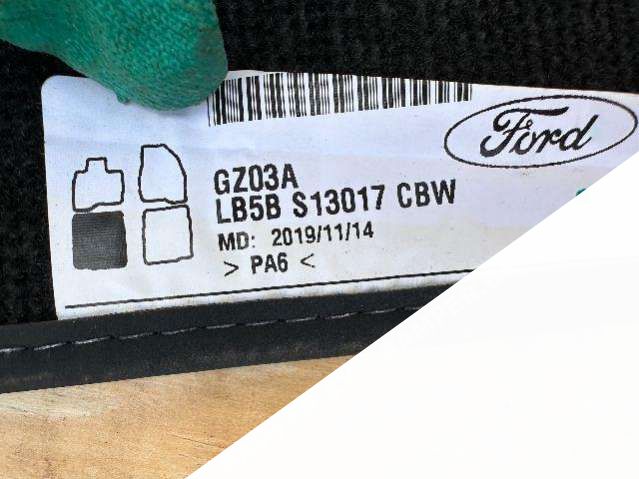 Ford
GZ03A
LB5B S13017 CBW
MD: 2019/11/14
> PA6 <